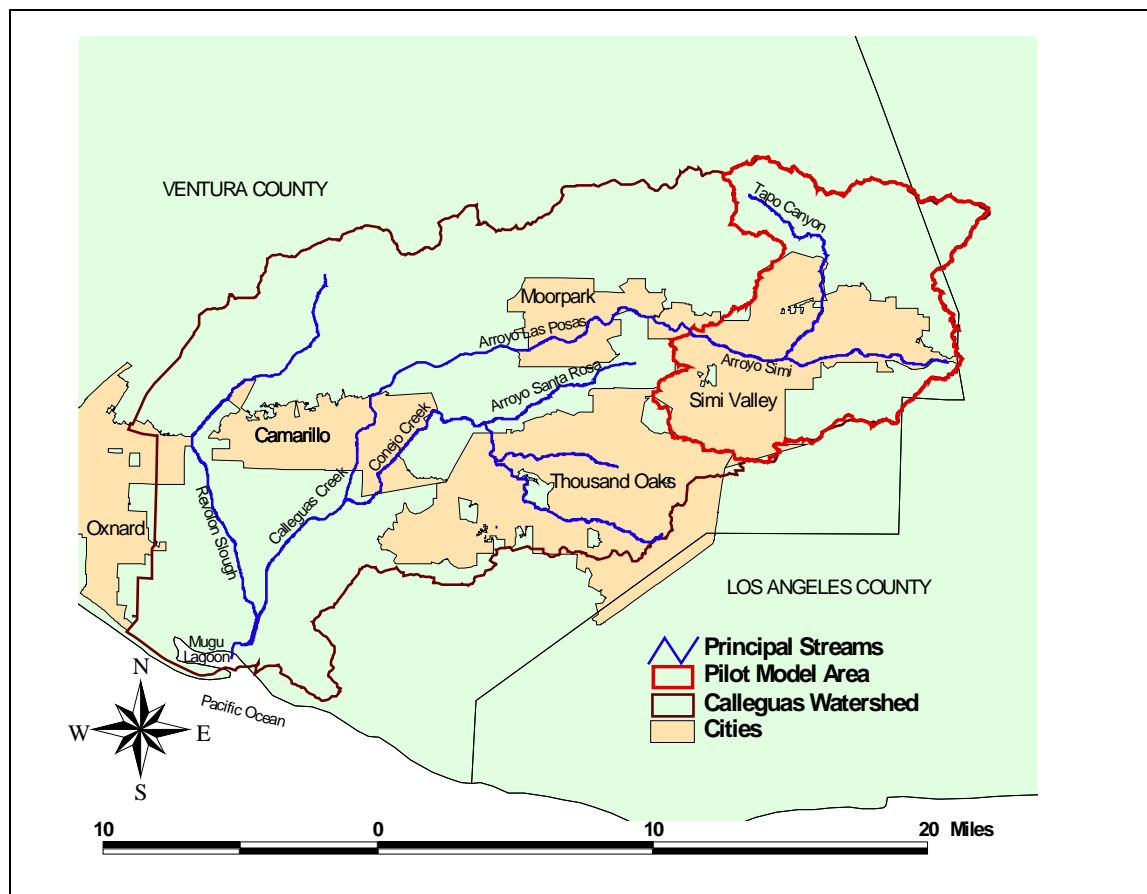 VENTURA COUNTY
Tapo Canyon
Moorpark
Arroyo Las Posas
Arroyo Simi
Arroyo Santa Rosa
Simi Valley
Camarillo
Conejo Creek
Thousand Oaks
Calleguas Creek
Revolon Slough
Oxnard
LOS ANGELES COUNTY
Mugu
Lagoon
Pacific Ocean
Principal Streams
Pilot Model Area
Calleguas Watershed
Cities
N
W
E
S
10 0 10 20 Miles